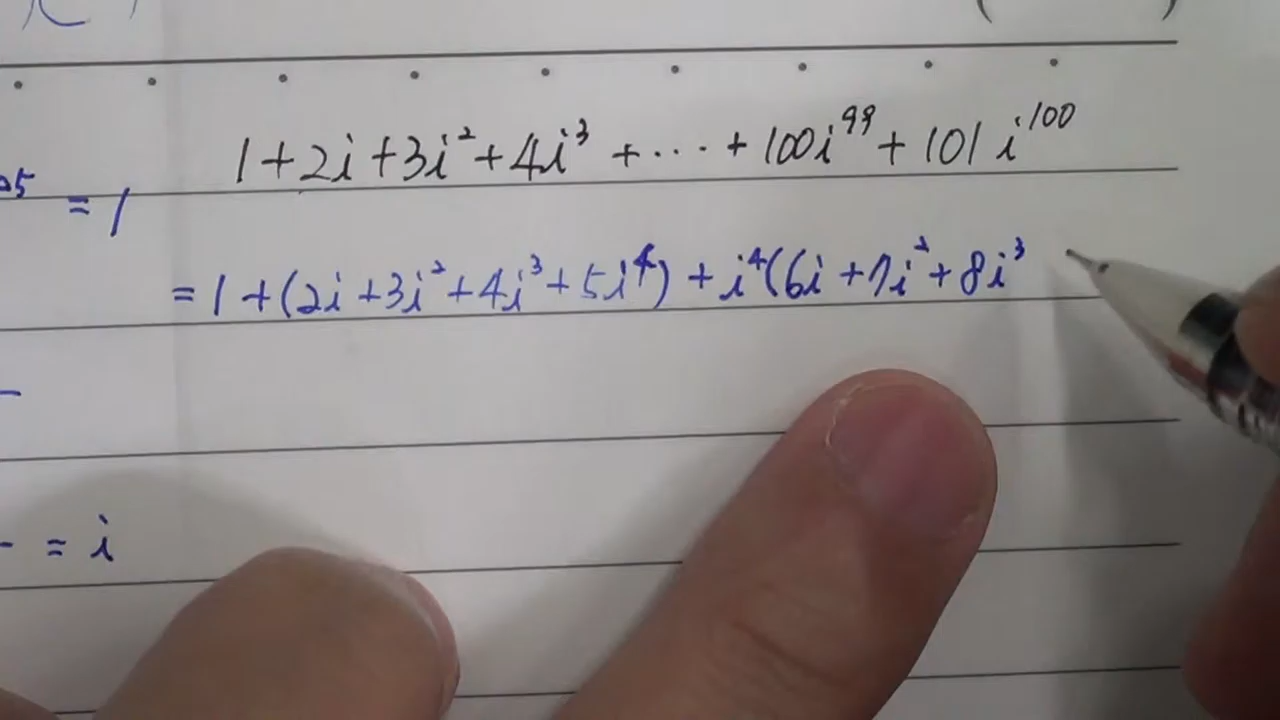 ( )
1+2i+3i²+4i³+⋯+100i⁹⁹+101i¹⁰⁰
= 1
=1+(2i+3i²+4i³+5i⁴)+i⁴(6i+7i²+8i³
= i